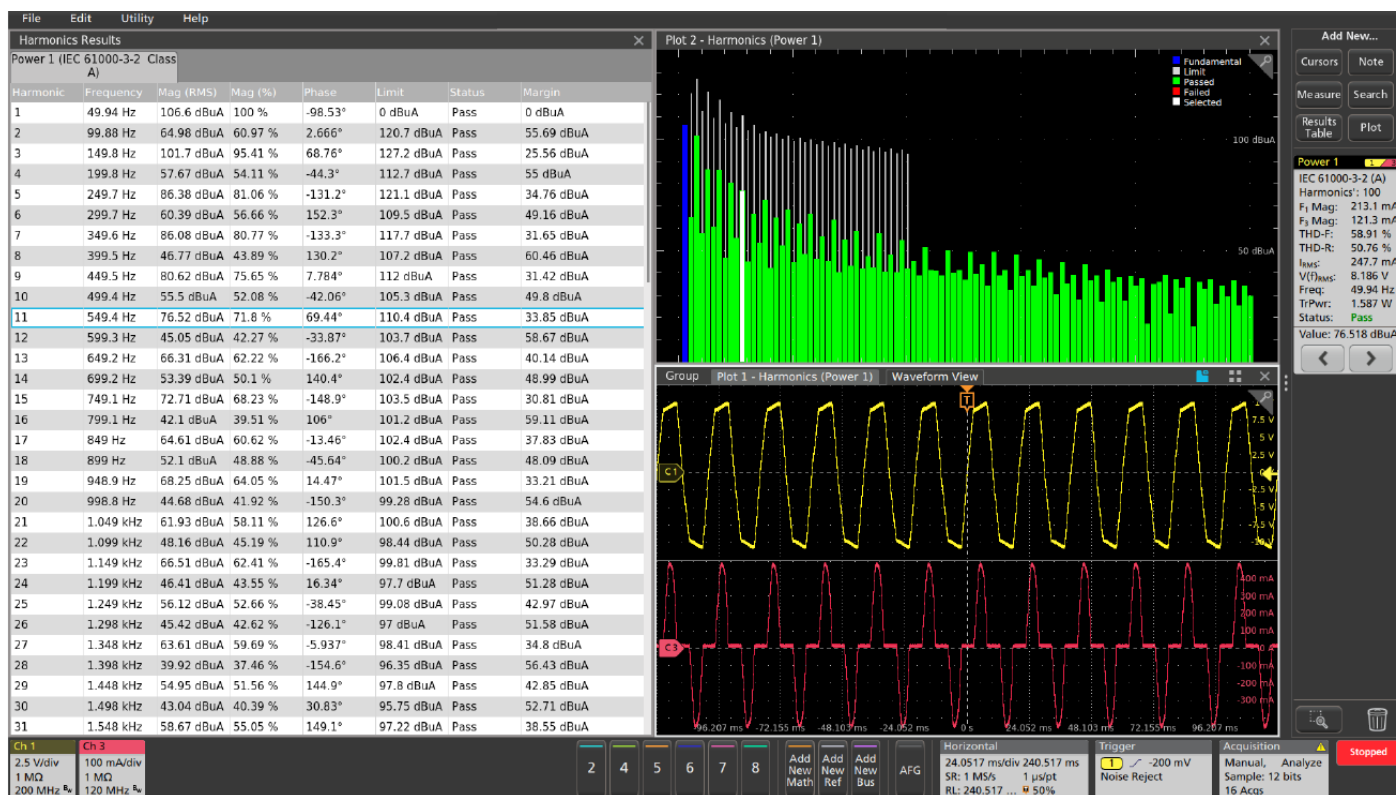 File Edit Utility Help
Harmonics Results
Power 1 (IEC 61000-3-2 Class
A)
Harmonic Frequency Mag (RMS) Mag (%) Phase Limit Status Margin
1 49.94 Hz 106.6 dBuA 100 % -98.53° 0 dBuA Pass 0 dBuA
2 99.88 Hz 64.98 dBuA 60.97 % 2.666° 120.7 dBuA Pass 55.69 dBuA
3 149.8 Hz 101.7 dBuA 95.41 % 68.76° 127.2 dBuA Pass 25.56 dBuA
4 199.8 Hz 57.67 dBuA 54.11 % -44.3° 112.7 dBuA Pass 55 dBuA
5 249.7 Hz 86.38 dBuA 81.06 % -131.2° 121.1 dBuA Pass 34.76 dBuA
6 299.7 Hz 60.39 dBuA 56.66 % 152.3° 109.5 dBuA Pass 49.16 dBuA
7 349.6 Hz 86.08 dBuA 80.77 % -133.3° 117.7 dBuA Pass 31.65 dBuA
8 399.5 Hz 46.77 dBuA 43.89 % 130.2° 107.2 dBuA Pass 60.46 dBuA
9 449.5 Hz 80.62 dBuA 75.65 % 7.784° 112 dBuA Pass 31.42 dBuA
10 499.4 Hz 55.5 dBuA 52.08 % -42.06° 105.3 dBuA Pass 49.8 dBuA
11 549.4 Hz 76.52 dBuA 71.8 % 69.44° 110.4 dBuA Pass 33.85 dBuA
12 599.3 Hz 45.05 dBuA 42.27 % -33.87° 103.7 dBuA Pass 58.67 dBuA
13 649.2 Hz 66.31 dBuA 62.22 % -166.2° 106.4 dBuA Pass 40.14 dBuA
14 699.2 Hz 53.39 dBuA 50.1 % 140.4° 102.4 dBuA Pass 48.99 dBuA
15 749.1 Hz 72.71 dBuA 68.23 % -148.9° 103.5 dBuA Pass 30.81 dBuA
16 799.1 Hz 42.1 dBuA 39.51 % 106° 101.2 dBuA Pass 59.11 dBuA
17 849 Hz 64.61 dBuA 60.62 % -13.46° 102.4 dBuA Pass 37.83 dBuA
18 899 Hz 52.1 dBuA 48.88 % -45.64° 100.2 dBuA Pass 48.09 dBuA
19 948.9 Hz 68.25 dBuA 64.05 % 14.47° 101.5 dBuA Pass 33.21 dBuA
20 998.8 Hz 44.68 dBuA 41.92 % -150.3° 99.28 dBuA Pass 54.6 dBuA
21 1.049 kHz 61.93 dBuA 58.11 % 126.6° 100.6 dBuA Pass 38.66 dBuA
22 1.099 kHz 48.16 dBuA 45.19 % 110.9° 98.44 dBuA Pass 50.28 dBuA
23 1.149 kHz 66.51 dBuA 62.41 % -165.4° 99.81 dBuA Pass 33.29 dBuA
24 1.199 kHz 46.41 dBuA 43.55 % 16.34° 97.7 dBuA Pass 51.28 dBuA
25 1.249 kHz 56.12 dBuA 52.66 % -38.45° 99.08 dBuA Pass 42.97 dBuA
26 1.298 kHz 45.42 dBuA 42.62 % -126.1° 97 dBuA Pass 51.58 dBuA
27 1.348 kHz 63.61 dBuA 59.69 % -5.937° 98.41 dBuA Pass 34.8 dBuA
28 1.398 kHz 39.92 dBuA 37.46 % -154.6° 96.35 dBuA Pass 56.43 dBuA
29 1.448 kHz 54.95 dBuA 51.56 % 144.9° 97.8 dBuA Pass 42.85 dBuA
30 1.498 kHz 43.04 dBuA 40.39 % 30.83° 95.75 dBuA Pass 52.71 dBuA
31 1.548 kHz 58.67 dBuA 55.05 % 149.1° 97.22 dBuA Pass 38.55 dBuA
Plot 2 - Harmonics (Power 1)
Fundamental
Limit
Passed
Failed
Selected
100 dBuA
50 dBuA
Group Plot 1 - Harmonics (Power 1) Waveform View
T
7.5 V
5 V
2.5 V
C1
-2.5 V
-5 V
-7.5 V
-10 V
400 mA
300 mA
200 mA
100 mA
C3
0 A
-100 mA
-200 mA
-300 mA
-96.207 ms -72.155 ms -48.103 ms -24.052 ms 0 s 24.052 ms 48.103 ms 72.155 ms 96.207 ms
Add New...
Cursors Note
Measure Search
Results
Table
Plot
Power 1 1
IEC 61000-3-2 (A)
Harmonics': 100
F₁ Mag: 213.1 mA
F₃ Mag: 121.3 mA
THD-F: 58.91 %
THD-R: 50.76 %
IRMS: 247.7 mA
V(f)RMS: 8.186 V
Freq: 49.94 Hz
TrPwr: 1.587 W
Status: Pass
Value: 76.518 dBuA
Ch 1
2.5 V/div
1 MΩ
200 MHz Bw
Ch 3
100 mA/div
1 MΩ
120 MHz Bw
2 4 5 6 7 8
Add
New
Math
Add
New
Ref
Add
New
Bus
AFG
Horizontal
24.0517 ms/div 240.517 ms
SR: 1 MS/s 1 µs/pt
RL: 240.517 ... 50%
Trigger
1 -200 mV
Noise Reject
Acquisition
Manual, Analyze
Sample: 12 bits
16 Acqs
Stopped